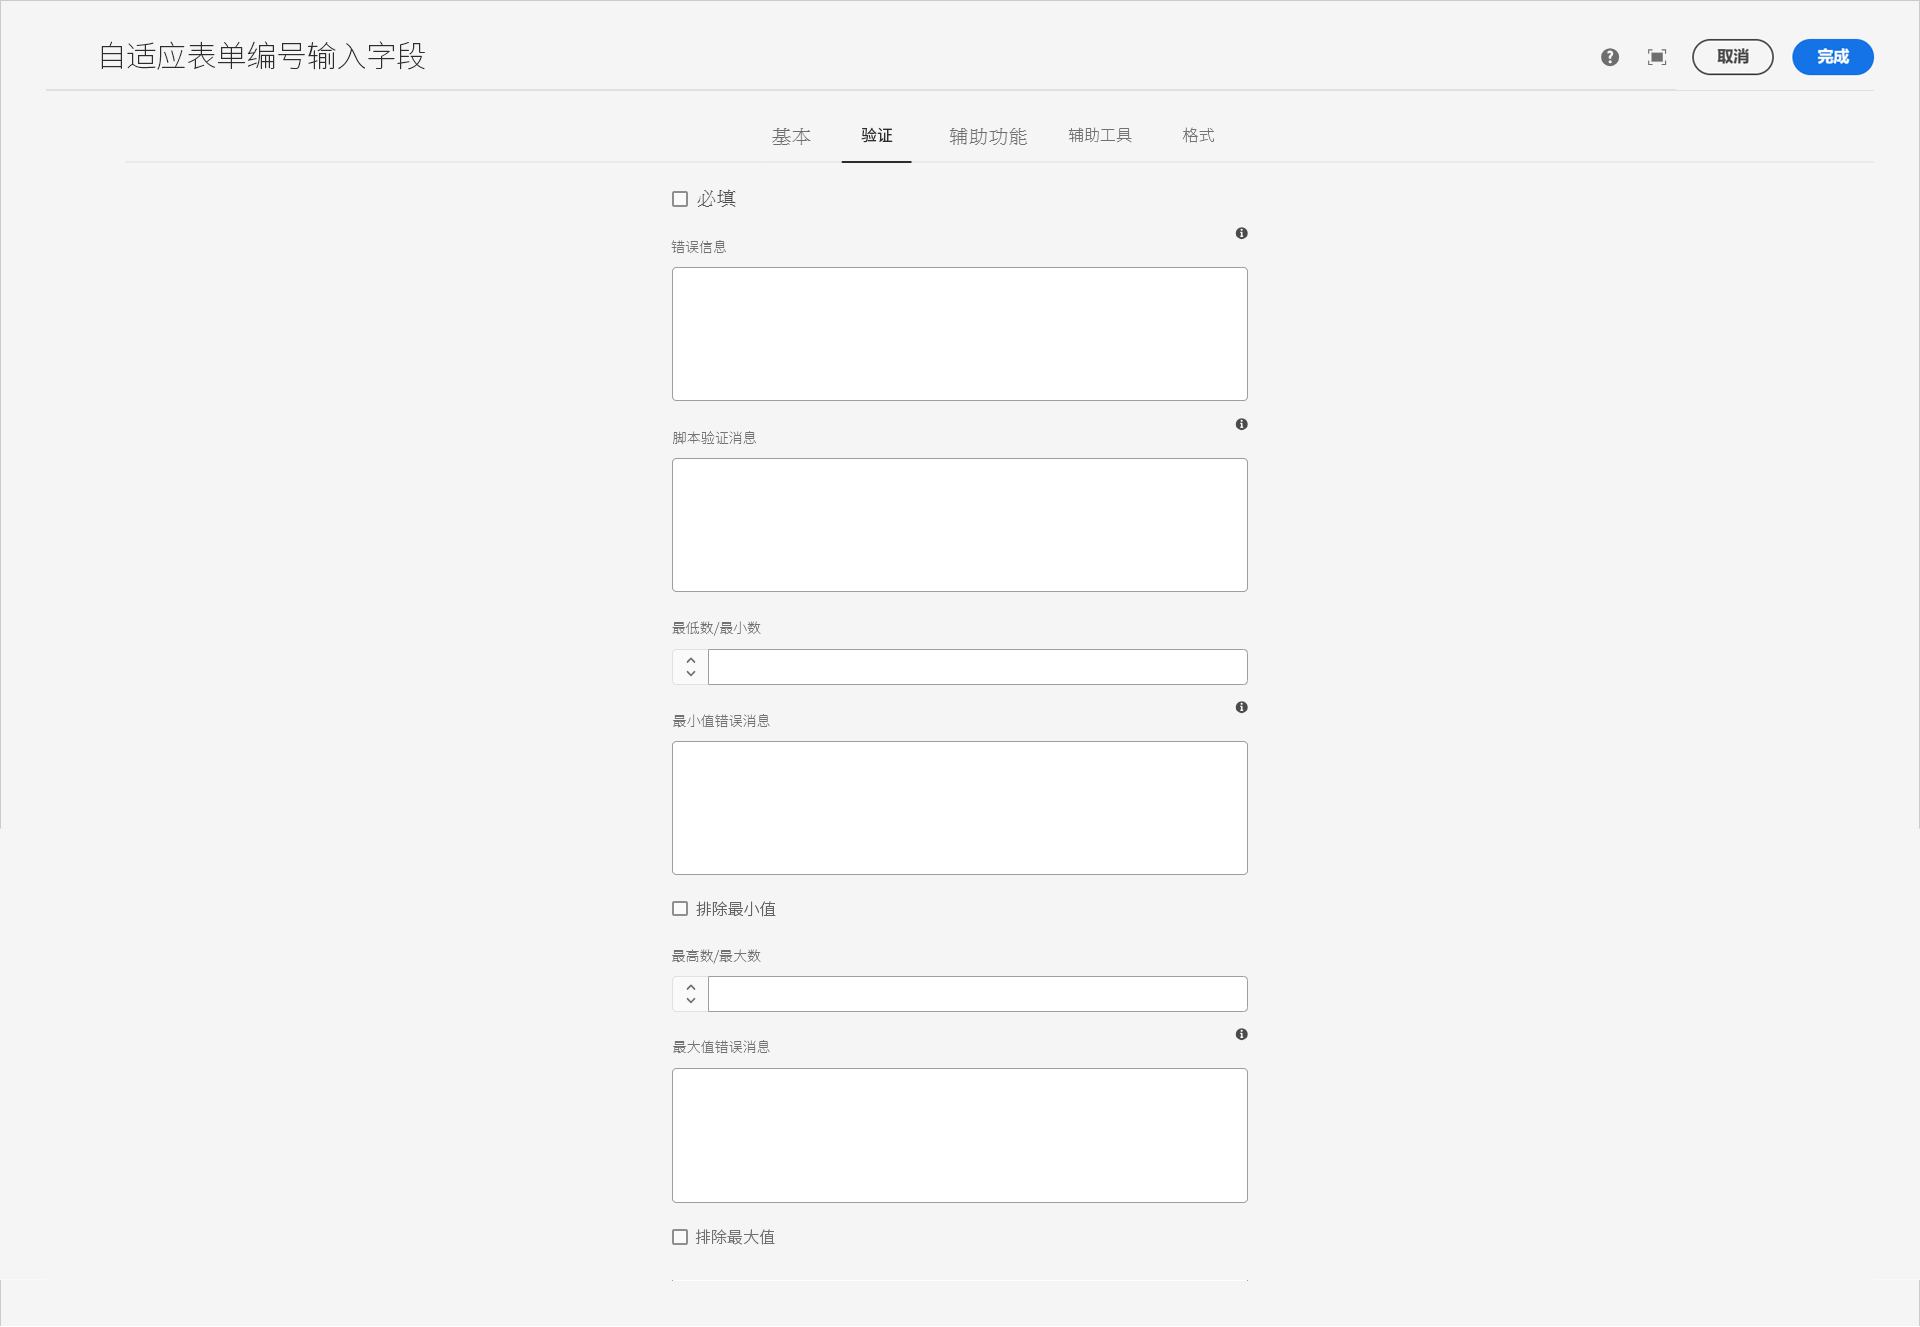 自适应表单编号输入字段
取消
完成
基本
验证
辅助功能
辅助工具
格式
必填
错误信息
脚本验证消息
最低数/最小数
最小值错误消息
排除最小值
最高数/最大数
最大值错误消息
排除最大值